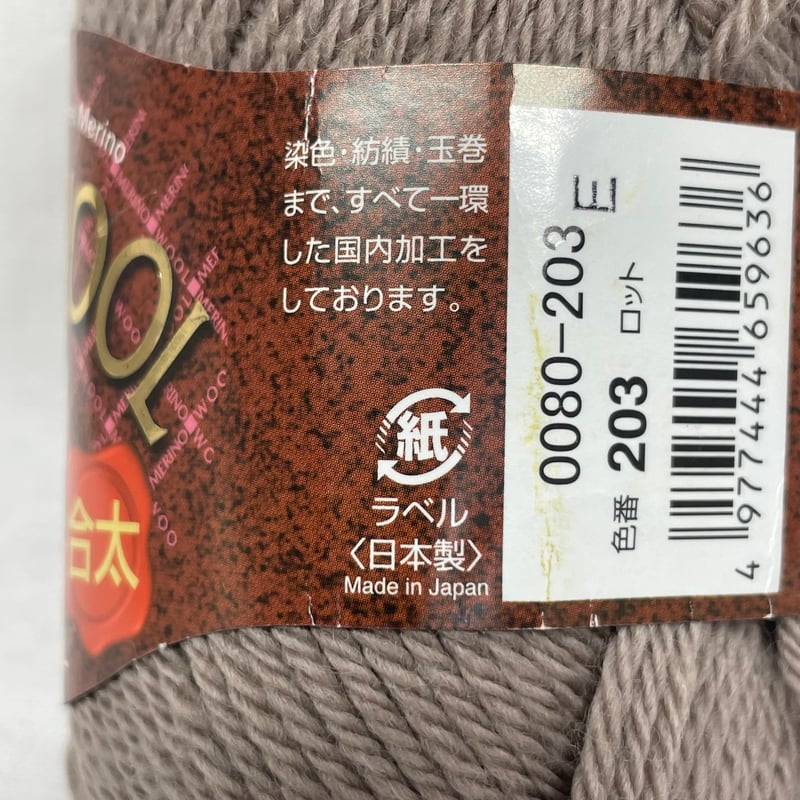 Merino
WOOL
合太
染色・紡績・玉巻
まで、すべて一環
した国内加工を
しております。
紙
ラベル
〈日本製〉
Made in Japan
0080-203
E
色番 203 ロット
4 977444 659636